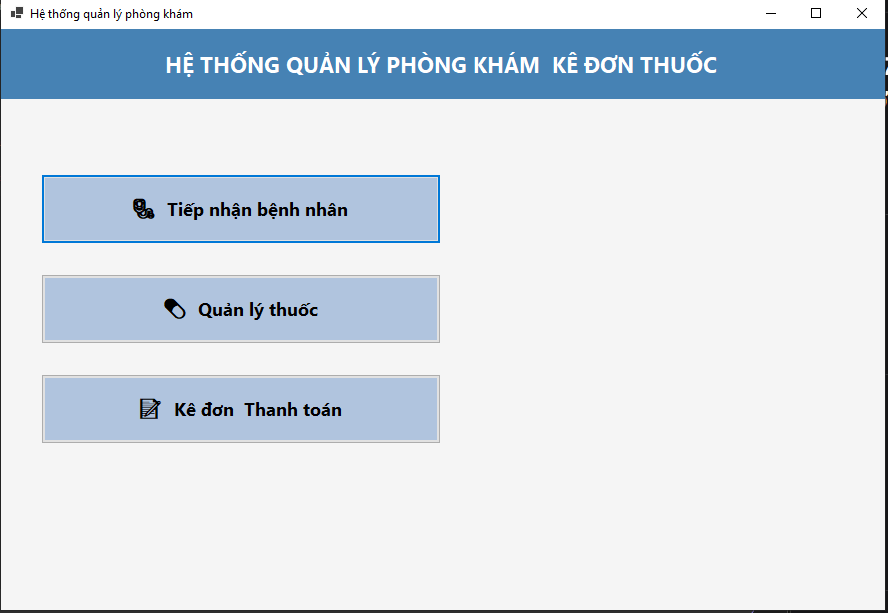 Hệ thống quản lý phòng khám
HỆ THỐNG QUẢN LÝ PHÒNG KHÁM  KÊ ĐƠN THUỐC
Tiếp nhận bệnh nhân
Quản lý thuốc
Kê đơn  Thanh toán